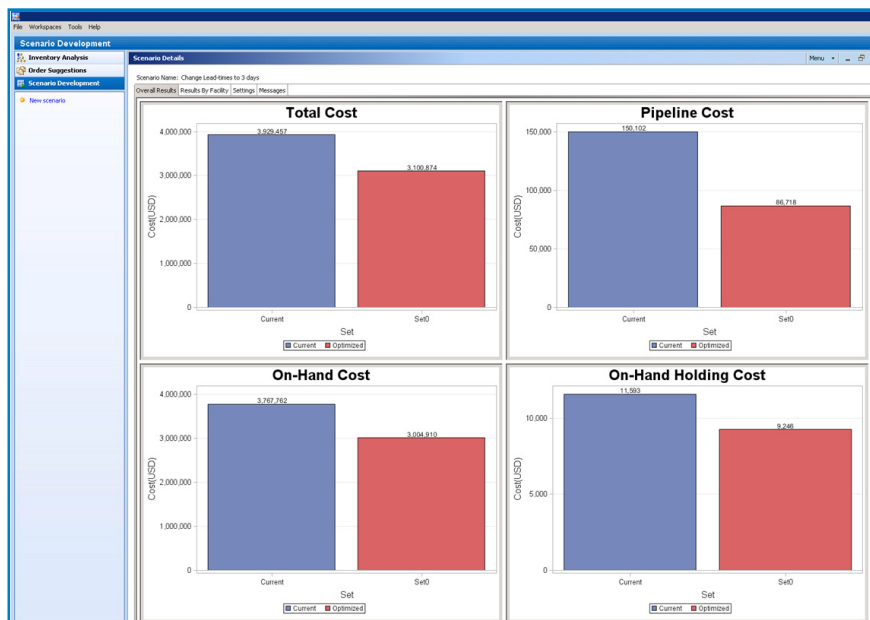 File Workspaces Tools Help
Scenario Development
Inventory Analysis
Order Suggestions
Scenario Development
New scenario
Scenario Details
Menu
Scenario Name: Change Lead-times to 3 days
Overall Results Results By Facility Settings Messages
Total Cost
Cost(USD)
4,000,000
3,000,000
2,000,000
1,000,000
0
3,929,457
3,100,874
Current Set0
Set
Current Optimized
Pipeline Cost
Cost(USD)
150,000
100,000
50,000
0
150,102
86,718
Current Set0
Set
Current Optimized
On-Hand Cost
Cost(USD)
4,000,000
3,000,000
2,000,000
1,000,000
0
3,767,762
3,004,910
Current Set0
Set
Current Optimized
On-Hand Holding Cost
Cost(USD)
10,000
5,000
0
11,593
9,246
Current Set0
Set
Current Optimized